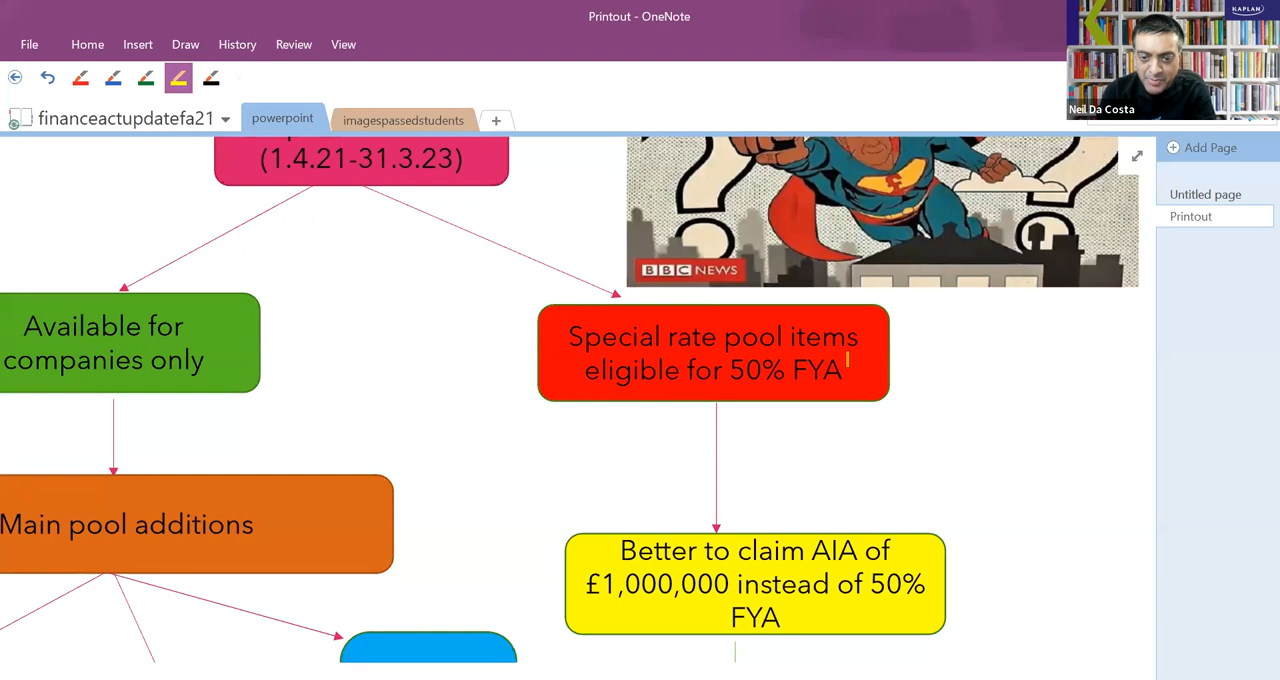 Printout - OneNote
KAPLAN
File
Home
Insert
Draw
History
Review
View
Neil Da Costa
financeactupdatefa21
powerpoint
imagespassedstudents
Add Page
Untitled page
Printout
(1.4.21-31.3.23)
£
BBC NEWS
Available for
companies only
Special rate pool items
eligible for 50% FYA
Main pool additions
Better to claim AIA of
£1,000,000 instead of 50%
FYA